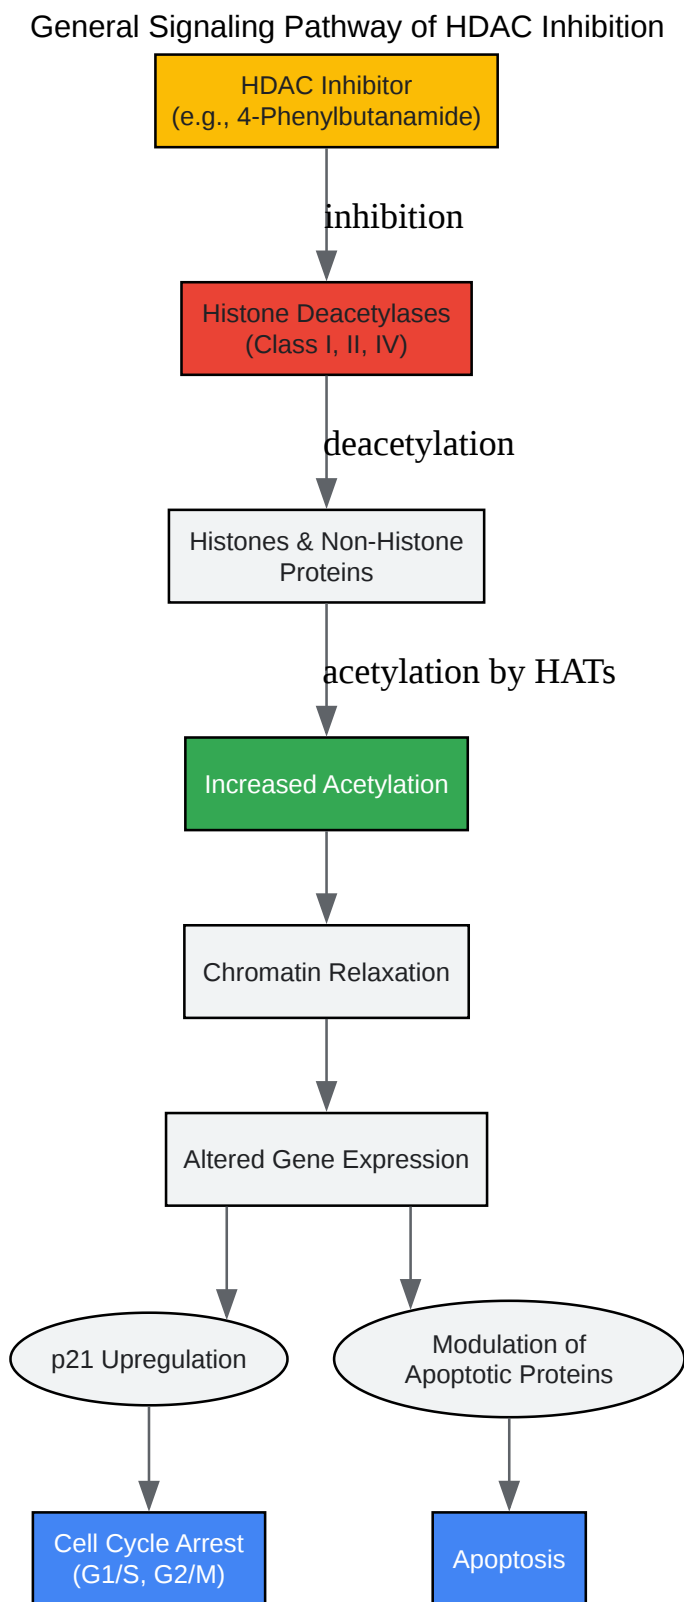 General Signaling Pathway of HDAC Inhibition
HDAC Inhibitor
(e.g., 4-Phenylbutanamide)
inhibition
Histone Deacetylases
(Class I, II, IV)
deacetylation
Histones & Non-Histone
Proteins
acetylation by HATs
Increased Acetylation
Chromatin Relaxation
Altered Gene Expression
p21 Upregulation
Modulation of
Apoptotic Proteins
Cell Cycle Arrest
(G1/S, G2/M)
Apoptosis